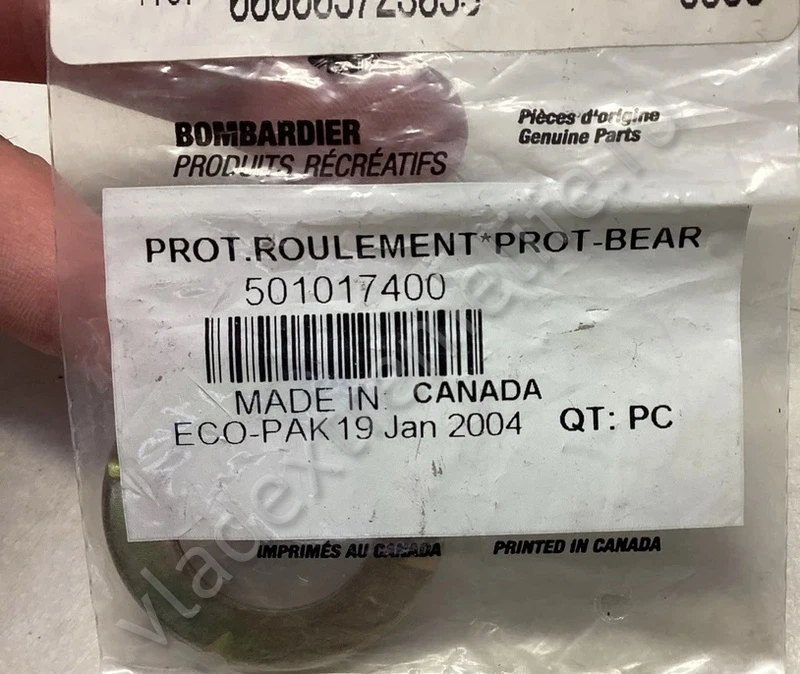 BOMBARDIER
PRODUITS RÉCRÉATIFS
Pièces d'origine
Genuine Parts
PROT.ROULEMENT*PROT-BEAR
501017400
MADE IN: CANADA
ECO-PAK 19 Jan 2004 QT: PC
IMPRIMÉS AU CANADA
PRINTED IN CANADA